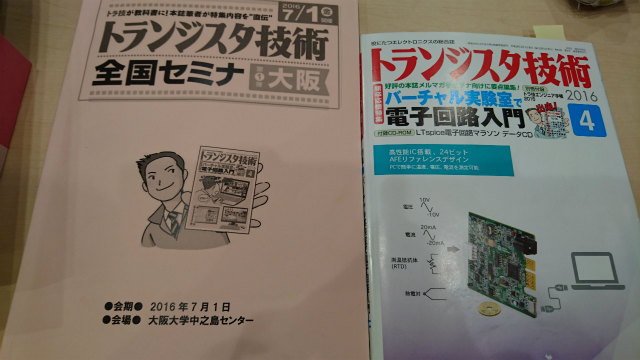 トラ技が教科書に!本誌筆者が特集内容を"直伝"
2016
7/1
トランジスタ技術
全国セミナ
大阪
トランジスタ技術
電子回路入門
●会期● 2016年7月1日
●会場● 大阪大学中之島センター
役にたつエレクトロニクスの総合誌
トランジスタ技術
2016
4
好評の本誌メルマガ
バーチャル実験室で
電子回路入門
付録CD-ROM
LTspice電子回路マラソン データCD
高性能IC搭載、24ビット
AFEリファレンスデザイン
PCで簡単に温度、電圧、電流を測定可能
電圧
10V
-10V
電流
20mA
-20mA
測温抵抗体
(RTD)
熱電対